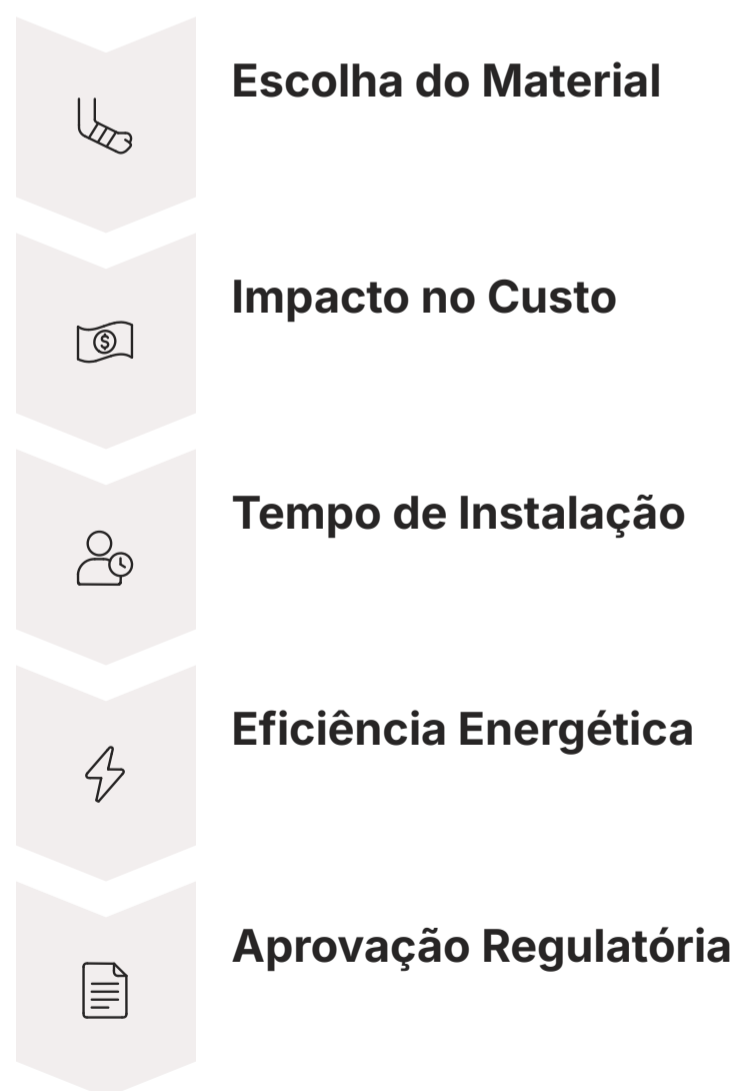 Escolha do Material
$
Impacto no Custo
Tempo de Instalação
Eficiência Energética
Aprovação Regulatória